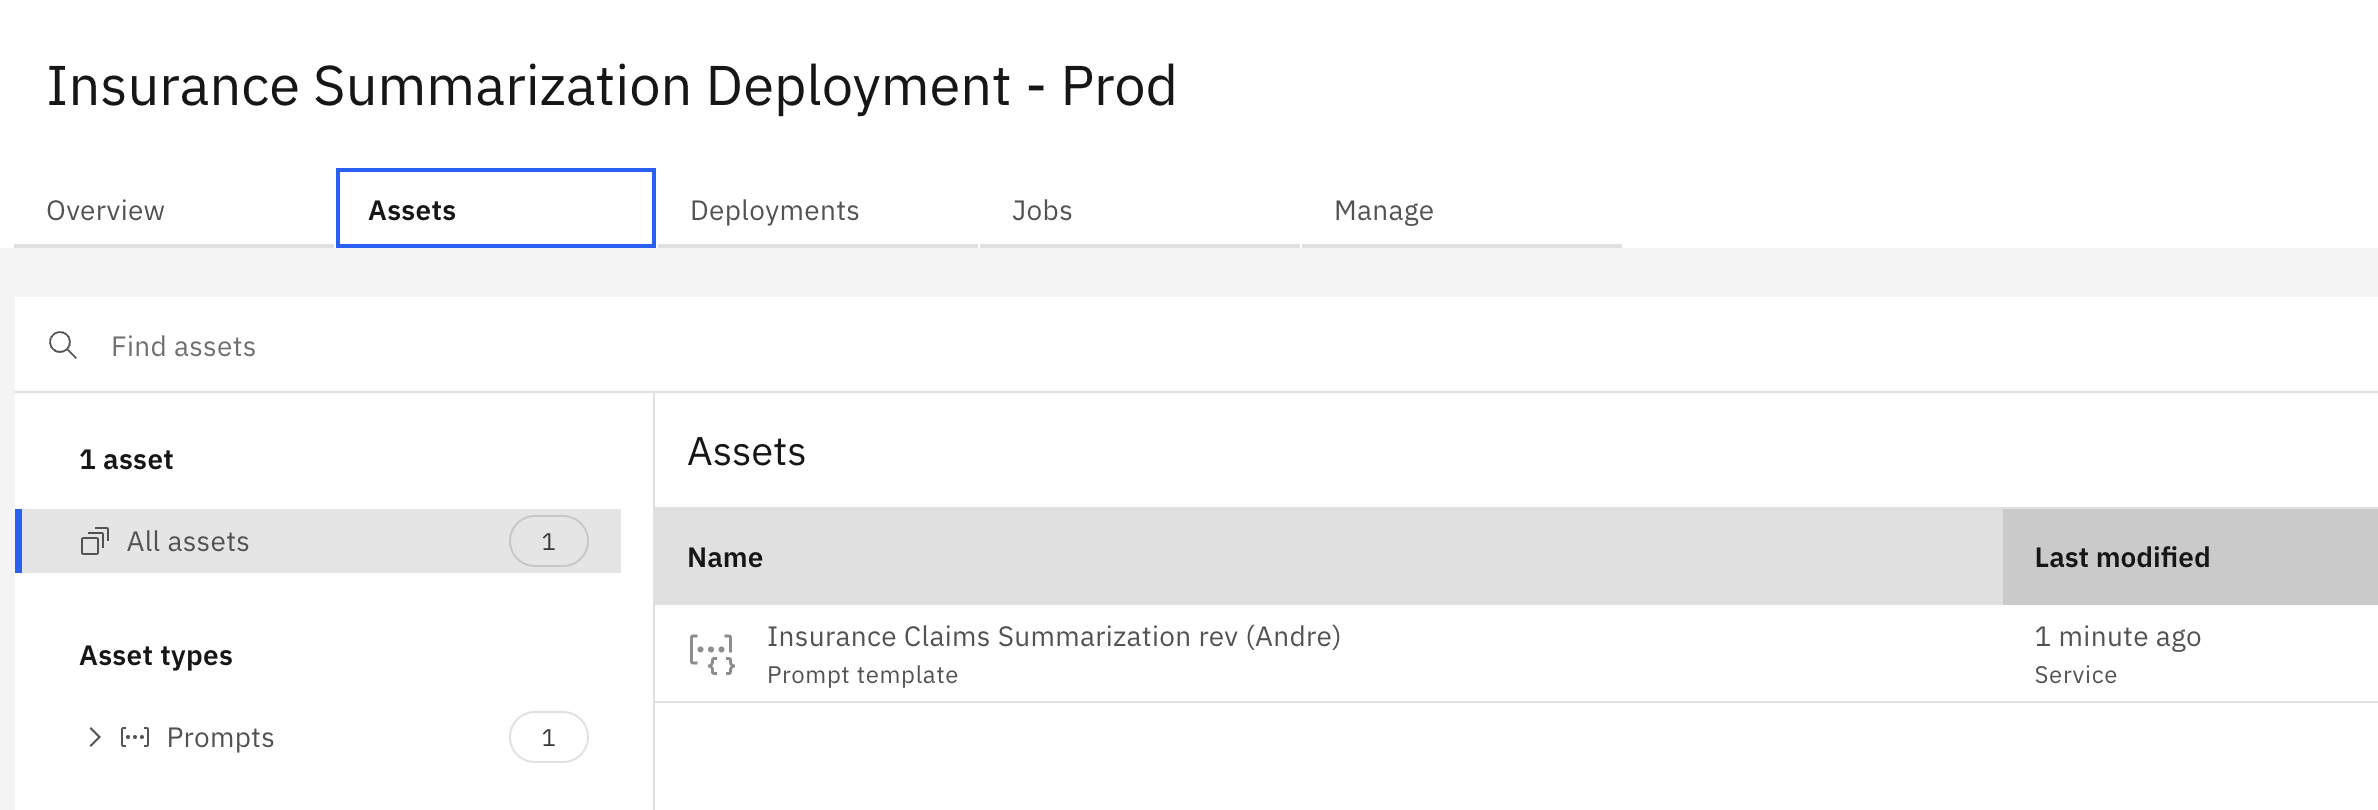 Insurance Summarization Deployment - Prod
Overview
Assets
Deployments
Jobs
Manage
Find assets
1 asset
All assets 1
Asset types
Prompts 1
Assets
Name Last modified
Insurance Claims Summarization rev (Andre) 1 minute ago
Prompt template Service